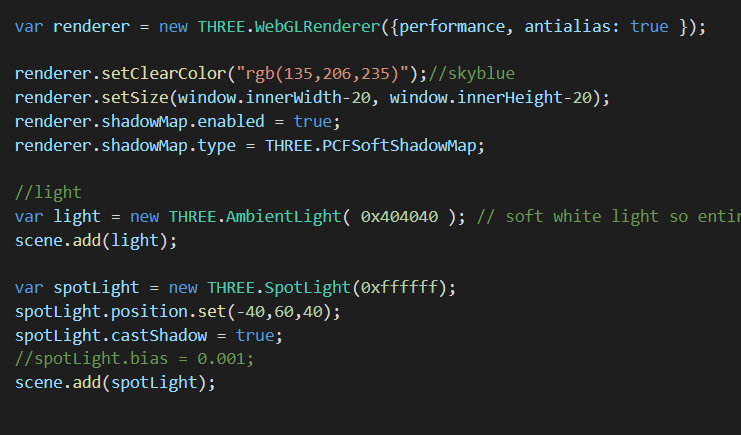 var renderer = new THREE.WebGLRenderer({performance, antialias: true });
renderer.setClearColor("rgb(135,206,235)");//skyblue
renderer.setSize(window.innerWidth-20, window.innerHeight-20);
renderer.shadowMap.enabled = true;
renderer.shadowMap.type = THREE.PCFSoftShadowMap;
//light
var light = new THREE.AmbientLight( 0x404040 ); // soft white light so
scene.add(light);
var spotLight = new THREE.SpotLight(0xffffff);
spotLight.position.set(-40,60,40);
spotLight.castShadow = true;
//spotLight.bias = 0.001;
scene.add(spotLight);